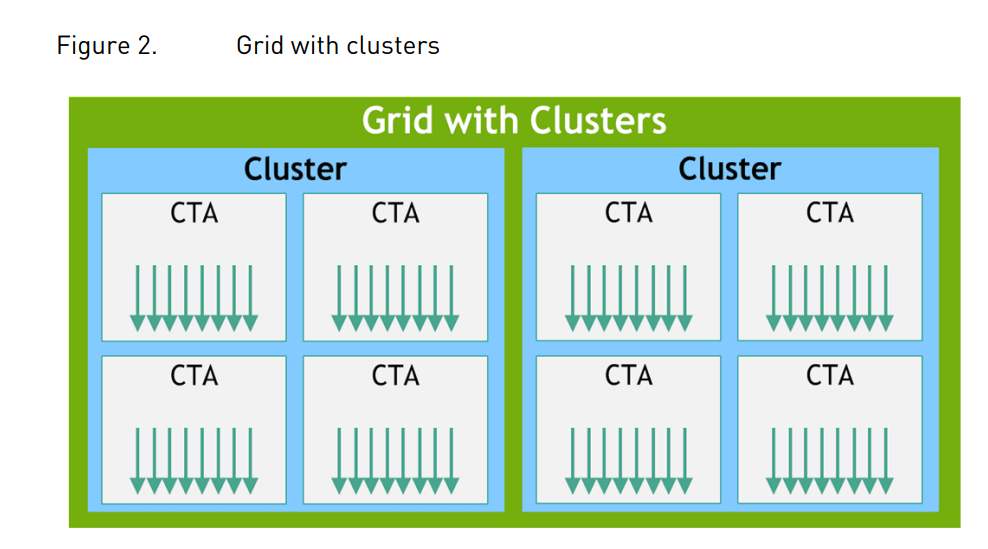 Figure 2. Grid with clusters
Grid with Clusters
Cluster
Cluster
CTA
CTA
CTA
CTA
CTA
CTA
CTA
CTA